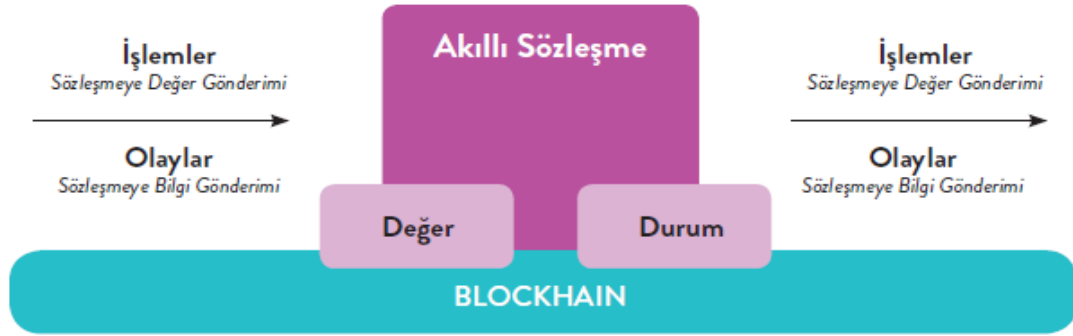 Akıllı Sözleşme
İşlemler
Sözleşmeye Değer Gönderimi
Olaylar
Sözleşmeye Bilgi Gönderimi
İşlemler
Sözleşmeye Değer Gönderimi
Olaylar
Sözleşmeye Bilgi Gönderimi
Değer
Durum
BLOCKHAIN